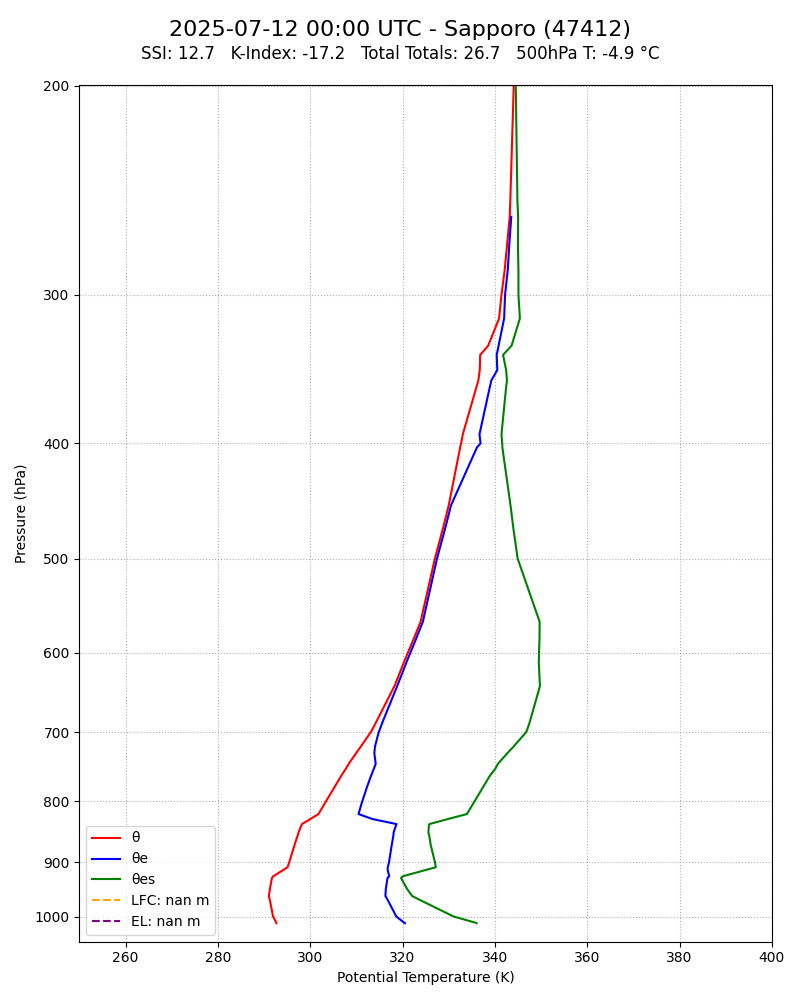 2025-07-12 00:00 UTC - Sapporo (47412)
SSI: 12.7   K-Index: -17.2   Total Totals: 26.7   500hPa T: -4.9 °C
200
300
400
500
600
700
800
900
1000
Pressure (hPa)
θ
θe
θes
LFC: nan m
EL: nan m
260
280
300
320
340
360
380
400
Potential Temperature (K)